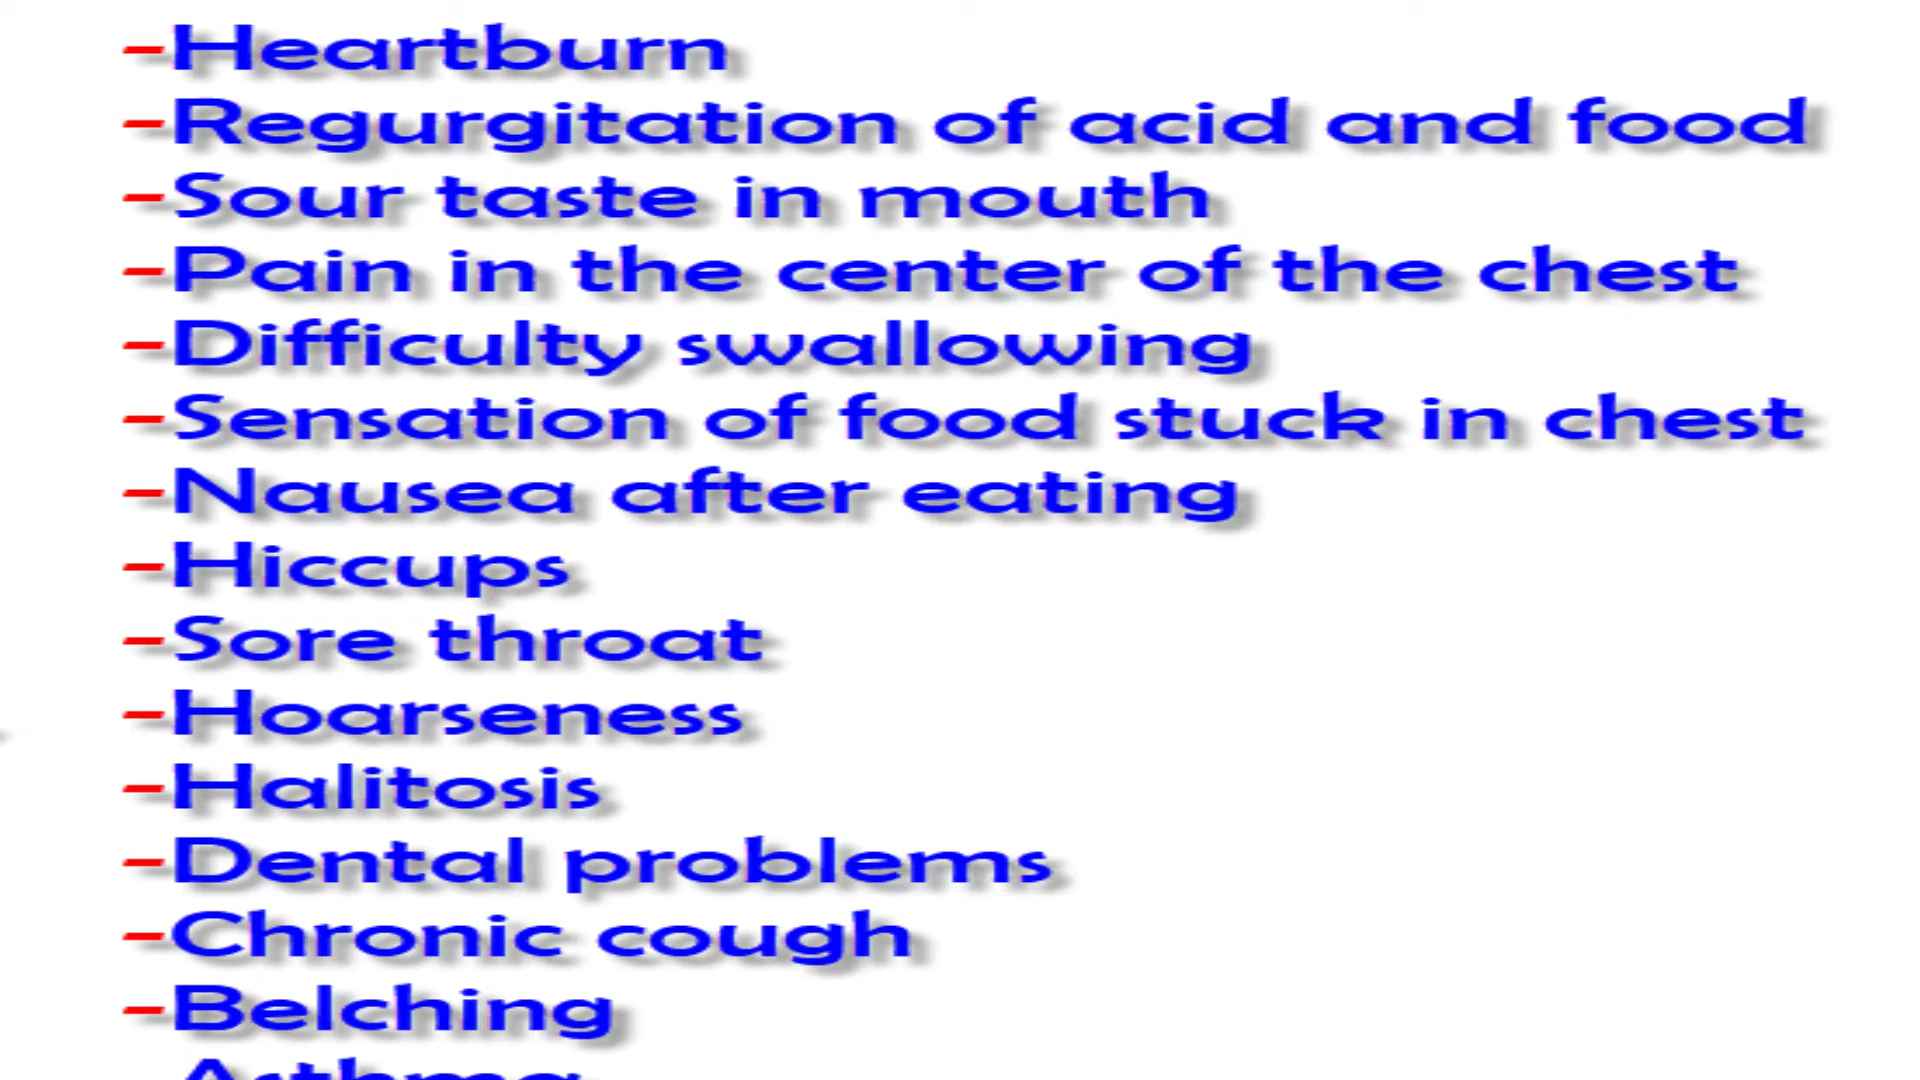 -Heartburn
-Regurgitation of acid and food
-Sour taste in mouth
-Pain in the center of the chest
-Difficulty swallowing
-Sensation of food stuck in chest
-Nausea after eating
-Hiccups
-Sore throat
-Hoarseness
-Halitosis
-Dental problems
-Chronic cough
-Belching
Asthma